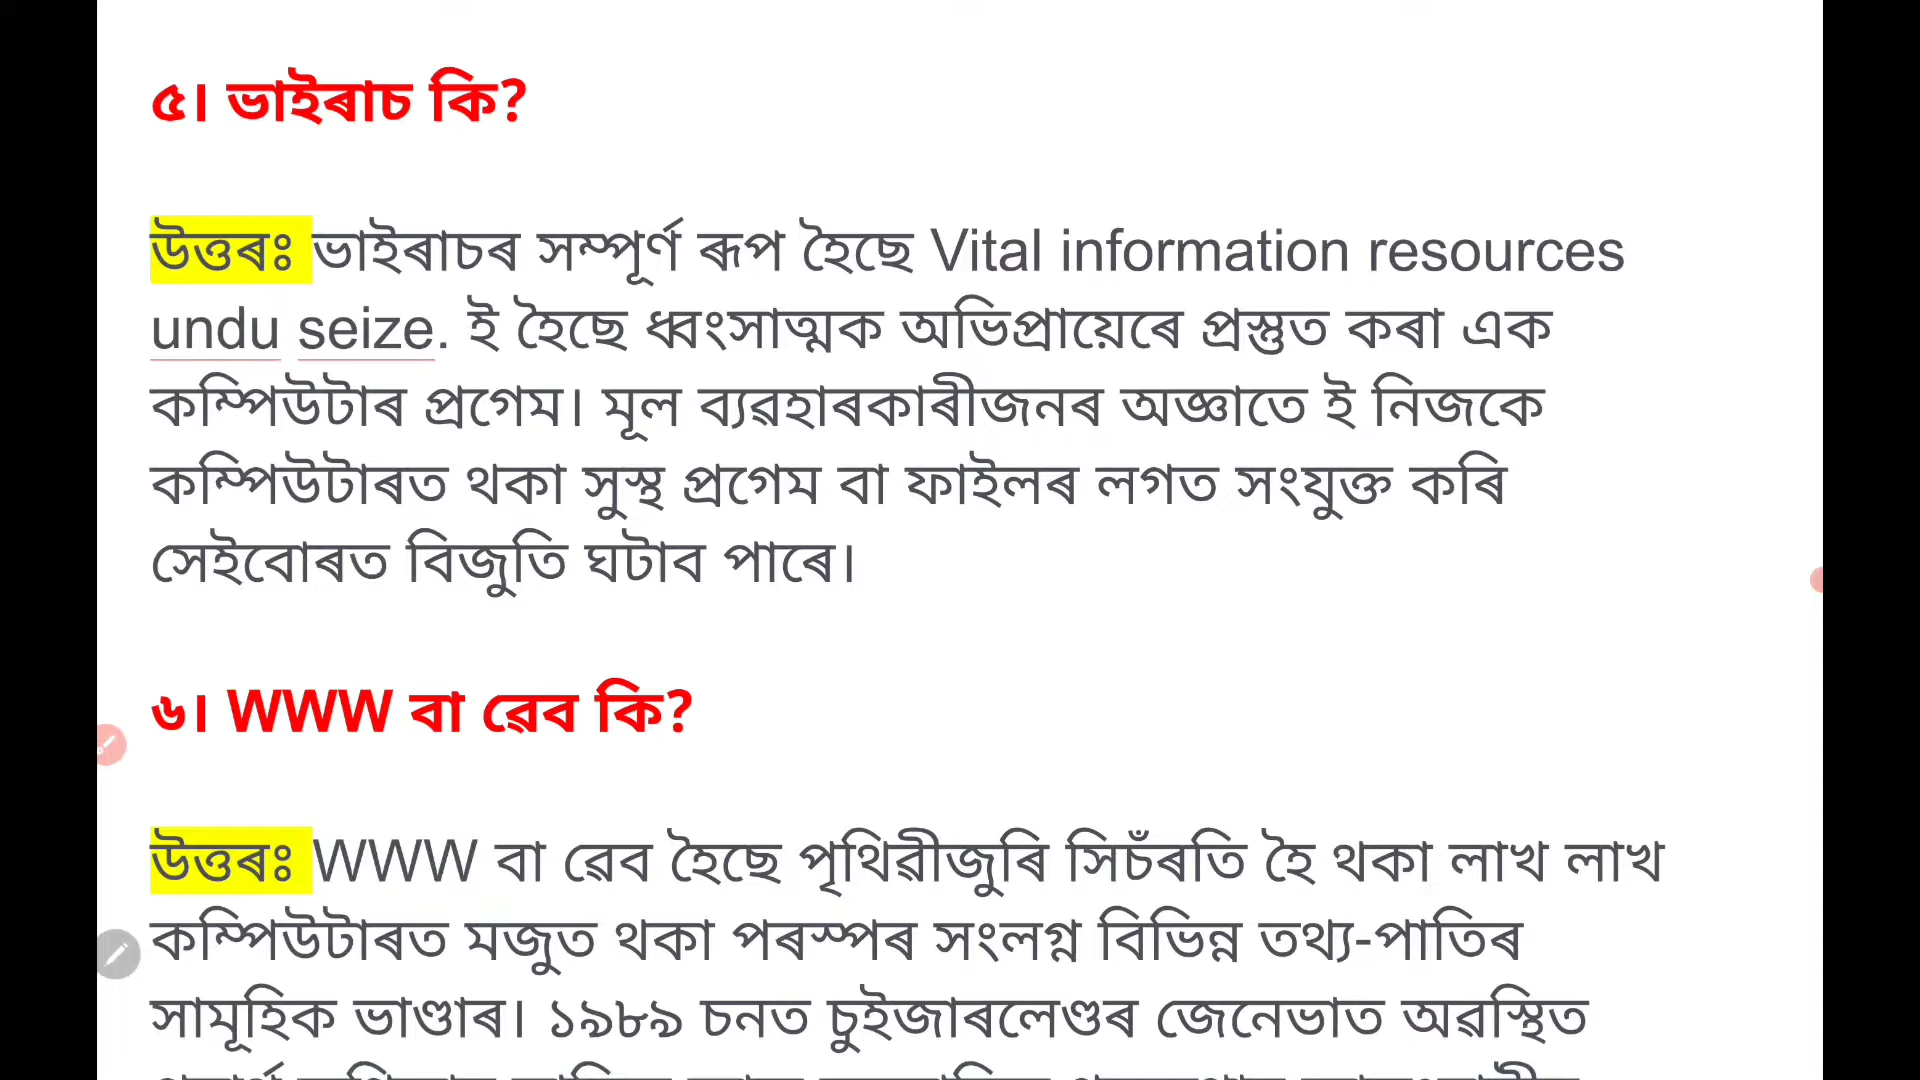 ৫। ভাইৰাচ কি?
উত্তৰঃ ভাইৰাচৰ সম্পূৰ্ণ ৰূপ হৈছে Vital information resources
undu seize. ই হৈছে ধ্বংসাত্মক অভিপ্ৰায়েৰে প্ৰস্তুত কৰা এক
কম্পিউটাৰ প্ৰগেম। মূল ব্যৱহাৰকাৰীজনৰ অজ্ঞাতে ই নিজকে
কম্পিউটাৰত থকা সুস্থ প্ৰগেম বা ফাইলৰ লগত সংযুক্ত কৰি
সেইবোৰত বিজুতি ঘটাব পাৰে।
৬। WWW বা ৱেব কি?
উত্তৰঃ WWW বা ৱেব হৈছে পৃথিৱীজুৰি সিচঁৰতি হৈ থকা লাখ লাখ
কম্পিউটাৰত মজুত থকা পৰস্পৰ সংলগ্ন বিভিন্ন তথ্য-পাতিৰ
সামূহিক ভাণ্ডাৰ। ১৯৮৯ চনত চুইজাৰলেণ্ডৰ জেনেভাত অৱস্থিত